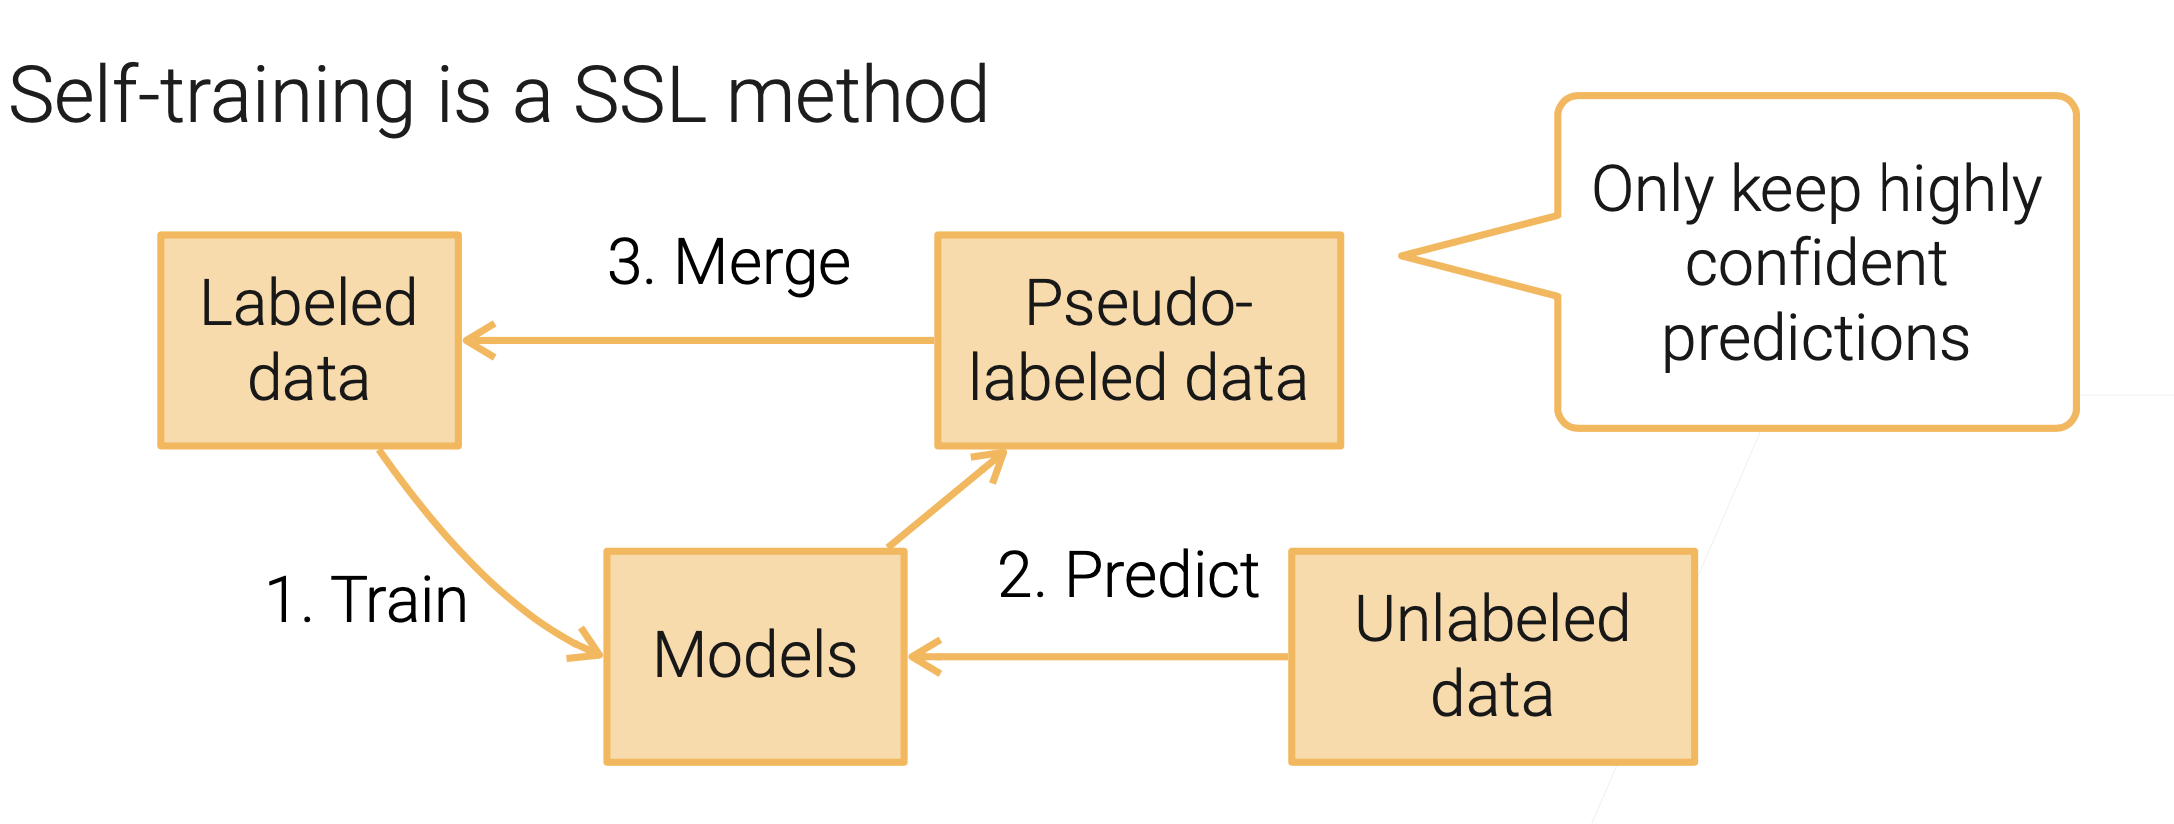 Self-training is a SSL method
Only keep highly
confident
predictions
3. Merge
Labeled
data
Pseudo-
labeled data
1. Train
2. Predict
Models
Unlabeled
data